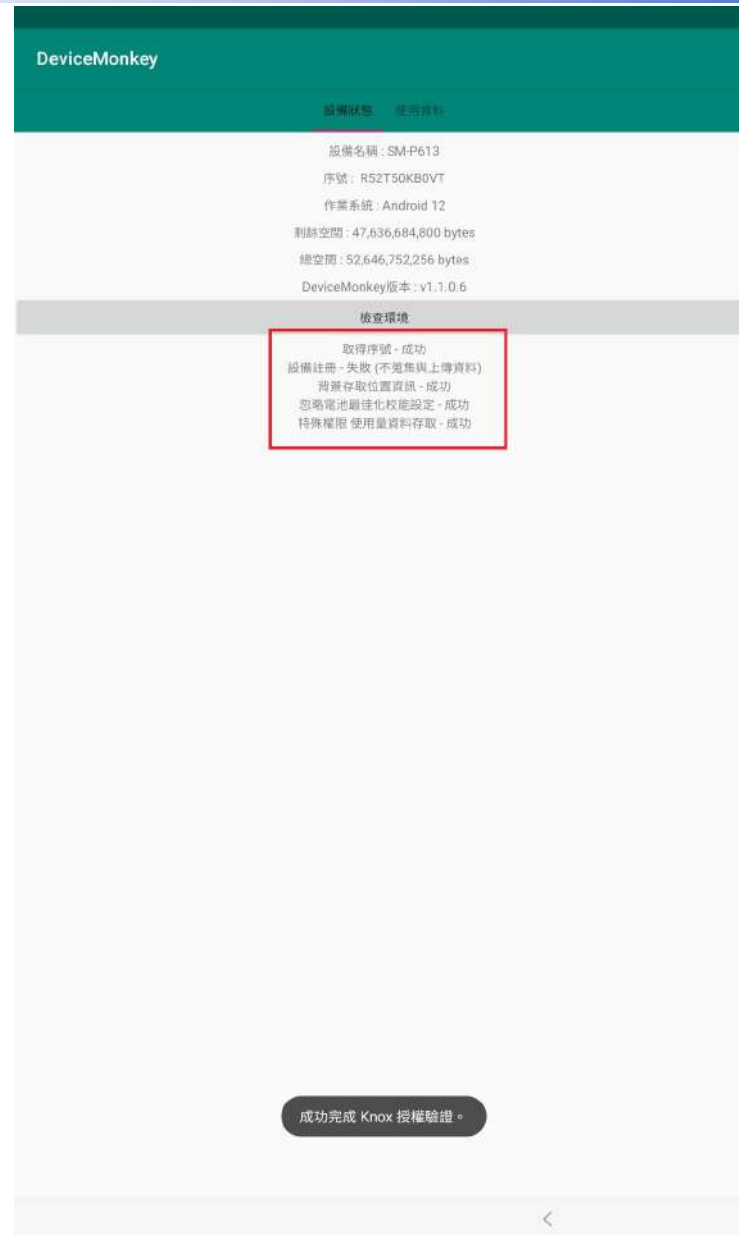 DeviceMonkey
設備狀態 使用資料
設備名稱 : SM-P613
序號 : R52T50KB0VT
作業系統 : Android 12
剩餘空間 : 47,636,684,800 bytes
總空間 : 52,646,752,256 bytes
DeviceMonkey版本 : v1.1.0.6
檢查環境
取得序號 - 成功
設備註冊 - 失敗 (不蒐集與上傳資料)
背景存取位置資訊 - 成功
忽略電池最佳化校能設定 - 成功
特殊權限 使用量資料存取 - 成功
成功完成 Knox 授權驗證。